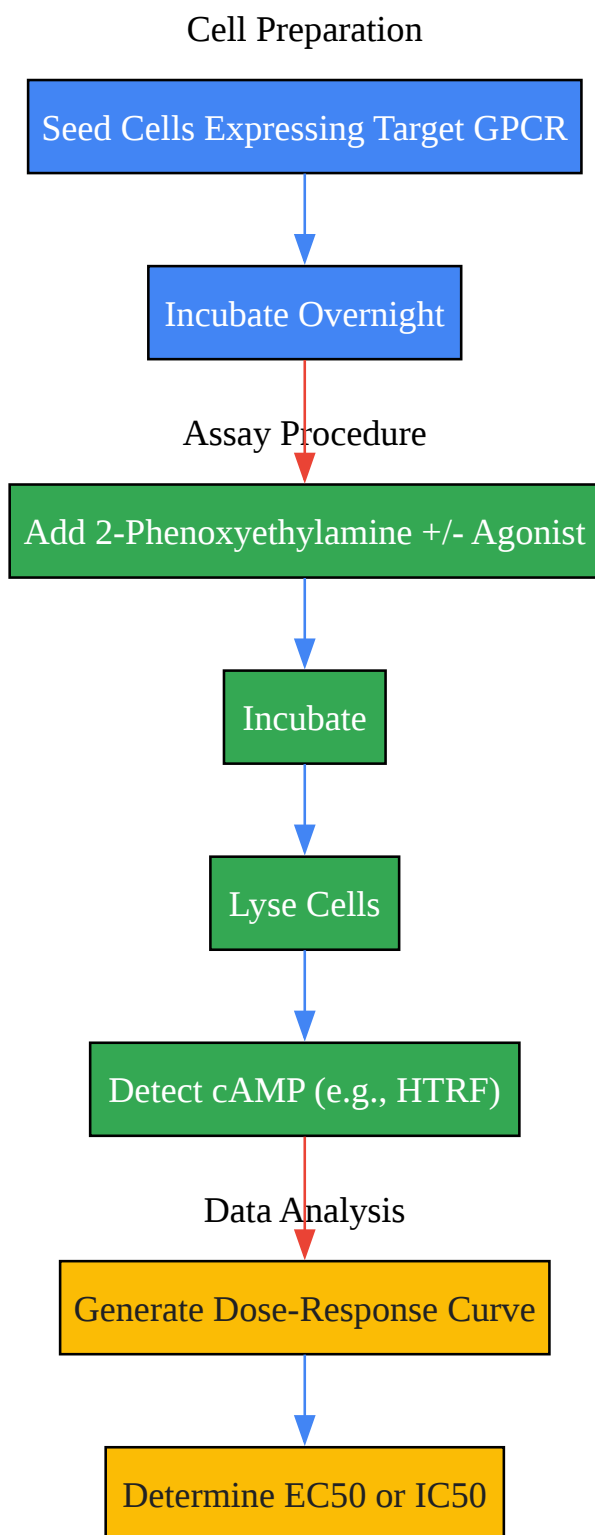 Cell Preparation
Seed Cells Expressing Target GPCR
Incubate Overnight
Assay Procedure
Add 2-Phenoxyethylamine +/- Agonist
Incubate
Lyse Cells
Detect cAMP (e.g., HTRF)
Data Analysis
Generate Dose-Response Curve
Determine EC50 or IC50